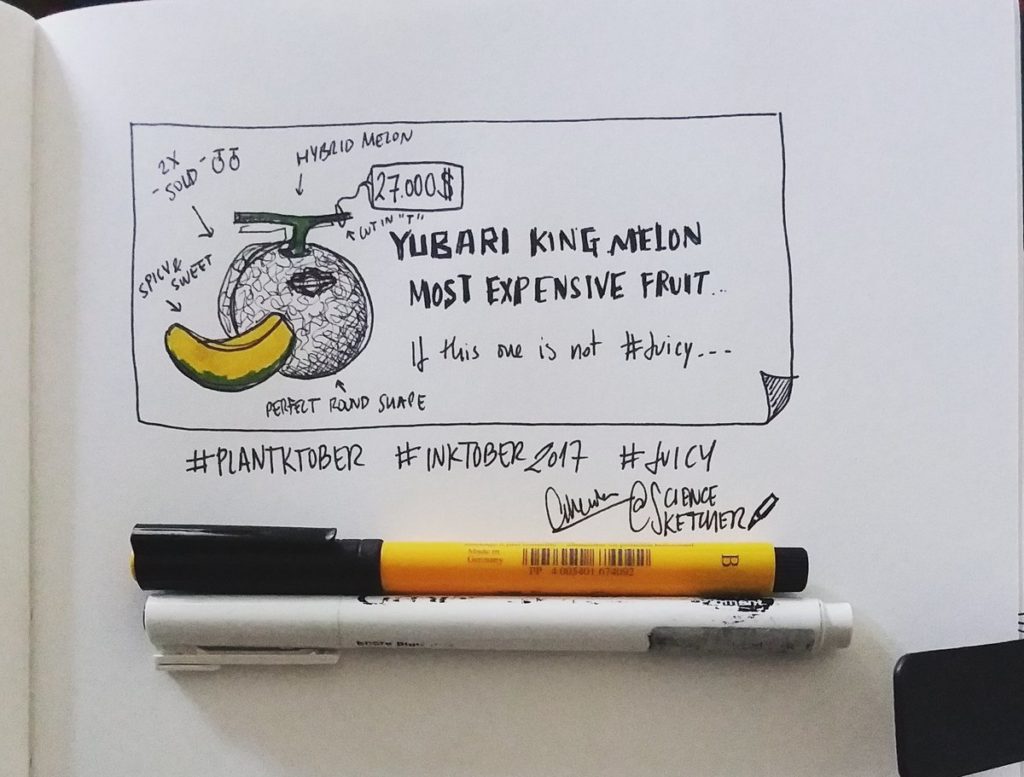 2X
- SOLD -
HYBRID MELON
27.000$
CUT IN "T"
SPICY & SWEET
YUBARI KING MELON
MOST EXPENSIVE FRUIT...
If this one is not #Juicy---
PERFECT ROUND SHAPE
#PLANTKTOBER #INKTOBER2017 #JUICY
@SCIENCE
SKETCHER
Made in
Germany
PP 4 005401 674092
B